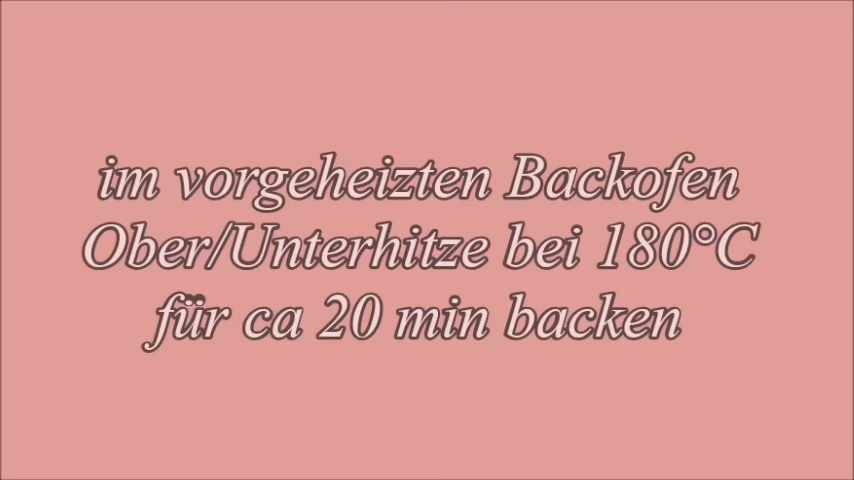 im vorgeheizten Backofen
Ober/Unterhitze bei 180°C
für ca 20 min backen